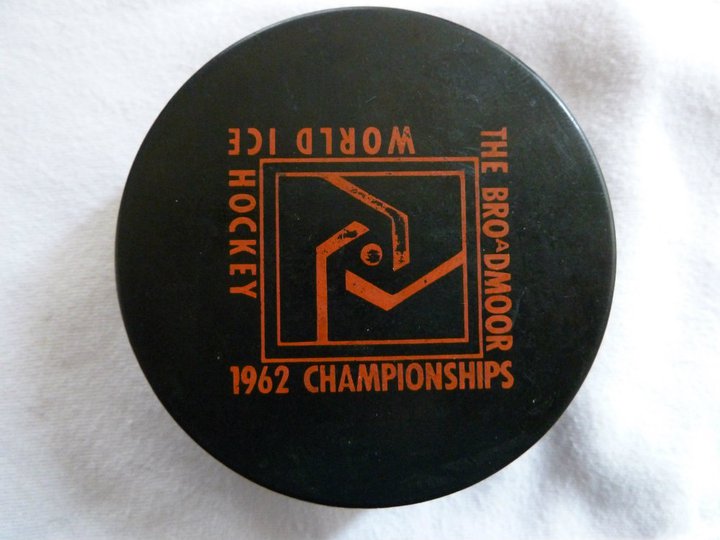 THE BROADMOOR
WORLD ICE
HOCKEY
1962 CHAMPIONSHIPS